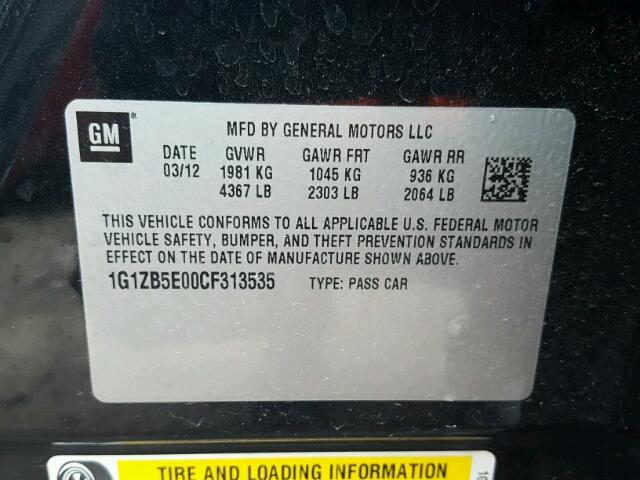 GM
MFD BY GENERAL MOTORS LLC
DATE GVWR GAWR FRT GAWR RR
03/12 1981 KG 1045 KG 936 KG
4367 LB 2303 LB 2064 LB
THIS VEHICLE CONFORMS TO ALL APPLICABLE U.S. FEDERAL MOTOR
VEHICLE SAFETY, BUMPER, AND THEFT PREVENTION STANDARDS IN
EFFECT ON THE DATE OF MANUFACTURE SHOWN ABOVE.
1G1ZB5E00CF313535 TYPE: PASS CAR
TIRE AND LOADING INFORMATION